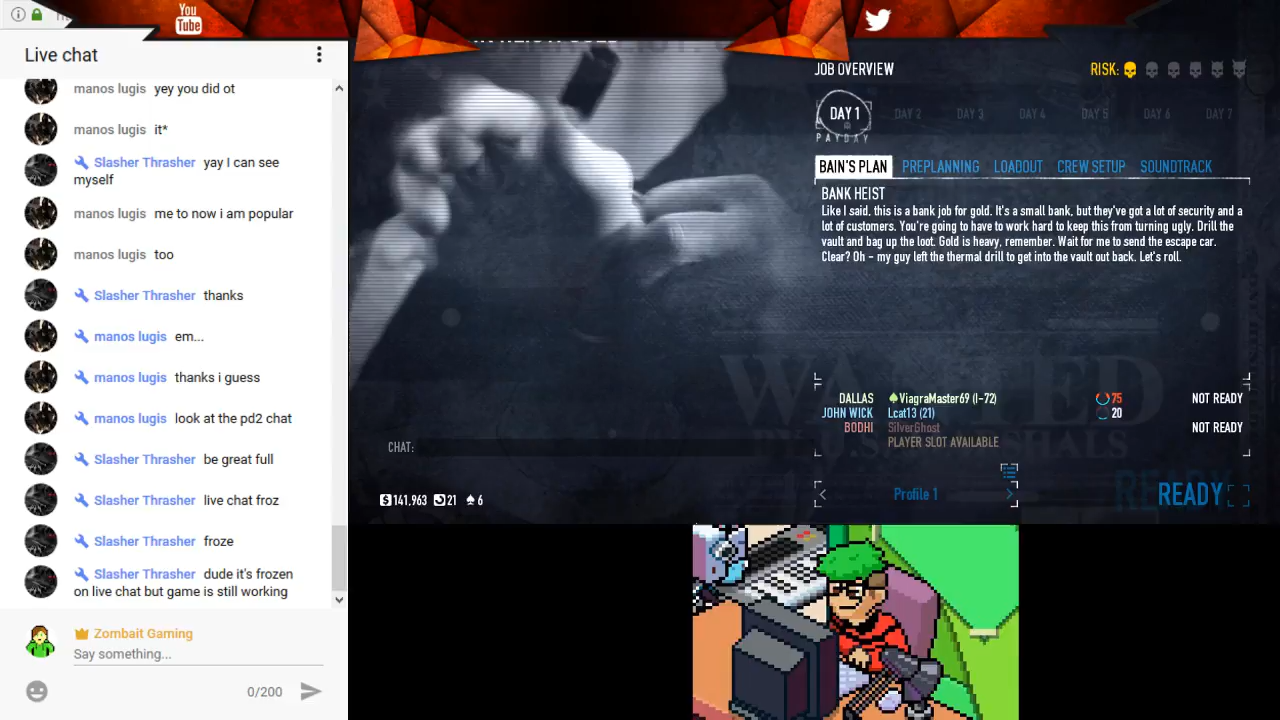 You
Tube
Live chat
manos lugis yey you did ot
manos lugis it*
Slasher Thrasher yay I can see
myself
manos lugis me to now i am popular
manos lugis too
Slasher Thrasher thanks
manos lugis em...
manos lugis thanks i guess
manos lugis look at the pd2 chat
Slasher Thrasher be great full
Slasher Thrasher live chat froz
Slasher Thrasher froze
Slasher Thrasher dude it's frozen
on live chat but game is still working
Zombait Gaming
Say something...
0/200
JOB OVERVIEW
RISK:
DAY 1 DAY 2 DAY 3 DAY 4 DAY 5 DAY 6 DAY 7
PAYDAY
BAIN'S PLAN PREPLANNING LOADOUT CREW SETUP SOUNDTRACK
BANK HEIST
Like I said, this is a bank job for gold. It's a small bank, but they've got a lot of security and a
lot of customers. You're going to have to work hard to keep this from turning ugly. Drill the
vault and bag up the loot. Gold is heavy, remember. Wait for me to send the escape car.
Clear? Oh - my guy left the thermal drill to get into the vault out back. Let's roll.
WANTED
DALLAS ♠ViagraMaster69 (I-72) 75 NOT READY
JOHN WICK Lcat13 (21) 20
BODHI SilverGhost NOT READY
PLAYER SLOT AVAILABLE
CHAT:
$ 141,963 21 ♠ 6
< Profile 1 >
READY